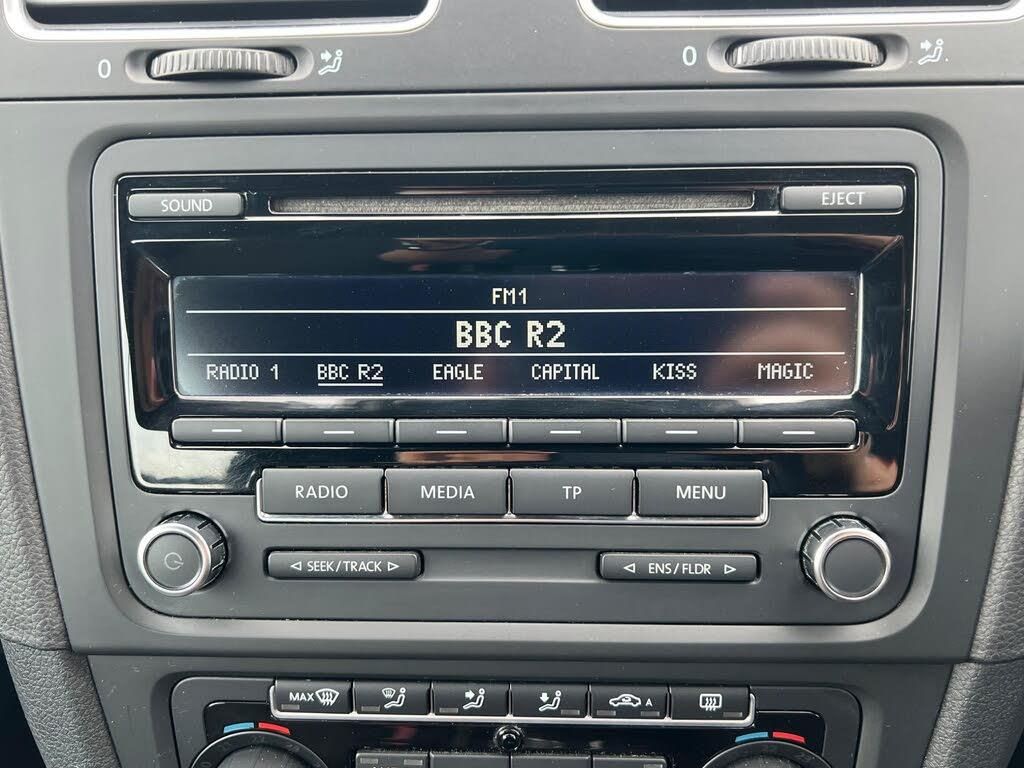 0 0
SOUND EJECT
FM1
BBC R2
RADIO 1 BBC R2 EAGLE CAPITAL KISS MAGIC
RADIO MEDIA TP MENU
SEEK/TRACK ENS/FLDR
MAX A